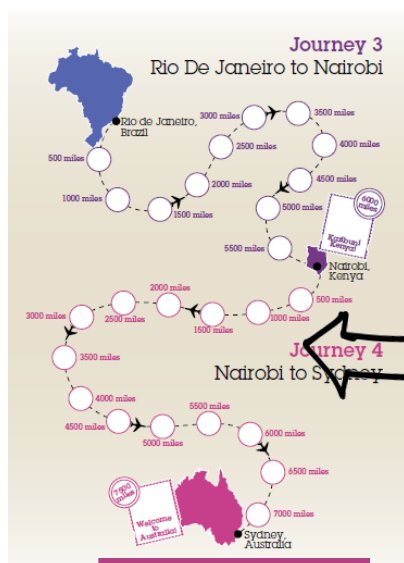 Journey 3
Rio De Janeiro to Nairobi
Rio de Janeiro,
Brazil
500 miles
1000 miles
1500 miles
2000 miles
2500 miles
3000 miles
3500 miles
4000 miles
4500 miles
5000 miles
5500 miles
6000
miles
Karibuni
Kenya!
Nairobi,
Kenya
Journey 4
Nairobi to Sydney
500 miles
1000 miles
1500 miles
2000 miles
2500 miles
3000 miles
3500 miles
4000 miles
4500 miles
5000 miles
5500 miles
6000 miles
6500 miles
7000 miles
7500
miles
Welcome
to
Australia!
Sydney,
Australia